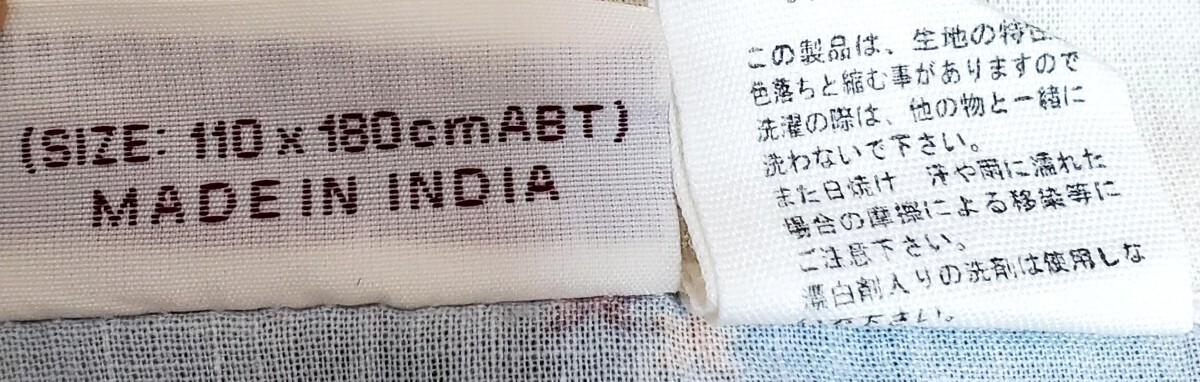 (SIZE: 110 x 180cmABT)
MADE IN INDIA
この製品は、生地の特性
色落ちと縮む事がありますので
洗濯の際は、他の物と一緒に
洗わないで下さい。
また日焼け 汗や雨に濡れた
場合の摩擦による移染等に
ご注意下さい。
漂白剤入りの洗剤は使用しな
下さい。